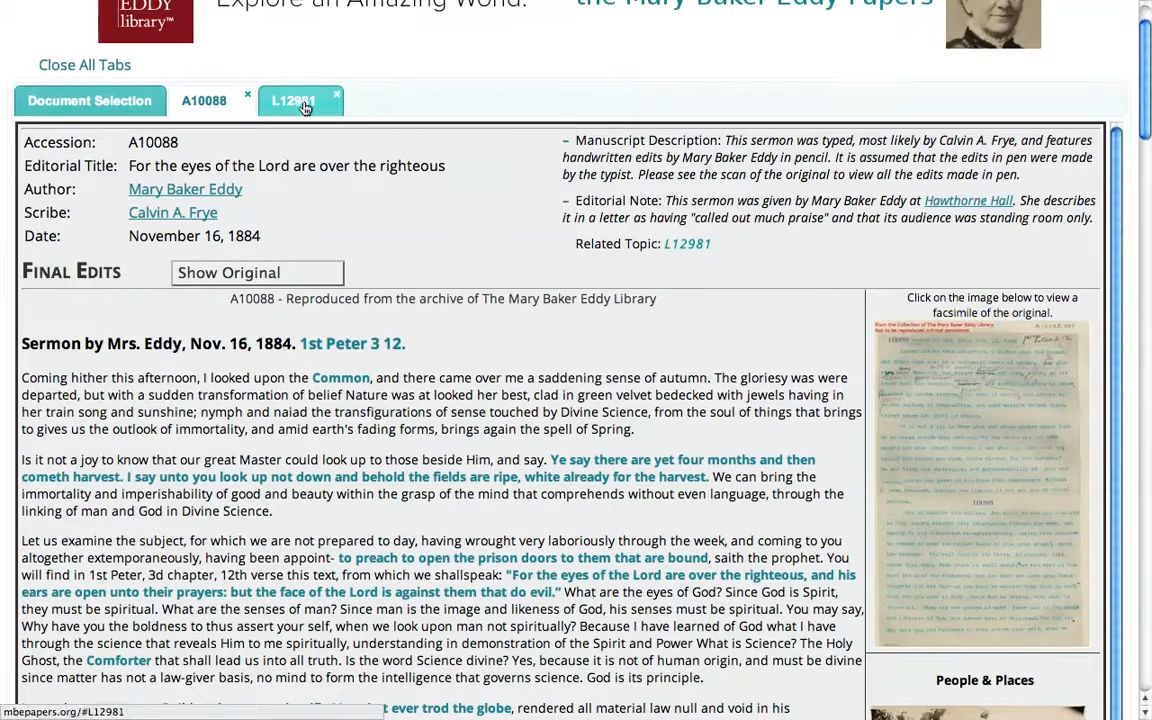 EDDY
library™
Explore an Amazing World:
the Mary Baker Eddy Papers
Close All Tabs
Document Selection
A10088
L12981
Accession: A10088
Editorial Title: For the eyes of the Lord are over the righteous
Author: Mary Baker Eddy
Scribe: Calvin A. Frye
Date: November 16, 1884
– Manuscript Description: This sermon was typed, most likely by Calvin A. Frye, and features
handwritten edits by Mary Baker Eddy in pencil. It is assumed that the edits in pen were made
by the typist. Please see the scan of the original to view all the edits made in pen.
– Editorial Note: This sermon was given by Mary Baker Eddy at Hawthorne Hall. She describes
it in a letter as having "called out much praise" and that its audience was standing room only.
Related Topic: L12981
Final Edits
Show Original
A10088 - Reproduced from the archive of The Mary Baker Eddy Library
Sermon by Mrs. Eddy, Nov. 16, 1884. 1st Peter 3 12.
Coming hither this afternoon, I looked upon the Common, and there came over me a saddening sense of autumn. The gloriesy was were
departed, but with a sudden transformation of belief Nature was at looked her best, clad in green velvet bedecked with jewels having in
her train song and sunshine; nymph and naiad the transfigurations of sense touched by Divine Science, from the soul of things that brings
to gives us the outlook of immortality, and amid earth's fading forms, brings again the spell of Spring.
Is it not a joy to know that our great Master could look up to those beside Him, and say. Ye say there are yet four months and then
cometh harvest. I say unto you look up not down and behold the fields are ripe, white already for the harvest. We can bring the
immortality and imperishability of good and beauty within the grasp of the mind that comprehends without even language, through the
linking of man and God in Divine Science.
Let us examine the subject, for which we are not prepared to day, having wrought very laboriously through the week, and coming to you
altogether extemporaneously, having been appoint- to preach to open the prison doors to them that are bound, saith the prophet. You
will find in 1st Peter, 3d chapter, 12th verse this text, from which we shallspeak: "For the eyes of the Lord are over the righteous, and his
ears are open unto their prayers: but the face of the Lord is against them that do evil." What are the eyes of God? Since God is Spirit,
they must be spiritual. What are the senses of man? Since man is the image and likeness of God, his senses must be spiritual. You may say,
Why have you the boldness to thus assert your self, when we look upon man not spiritually? Because I have learned of God what I have
through the science that reveals Him to me spiritually, understanding in demonstration of the Spirit and Power What is Science? The Holy
Ghost, the Comforter that shall lead us into all truth. Is the word Science divine? Yes, because it is not of human origin, and must be divine
since matter has not a law-giver basis, no mind to form the intelligence that governs science. God is its principle.
ever trod the globe, rendered all material law null and void in his
Click on the image below to view a
facsimile of the original.
From the Collection of The Mary Baker Eddy Library
Not to be reproduced without permission.
People & Places
mbepapers.org/#L12981